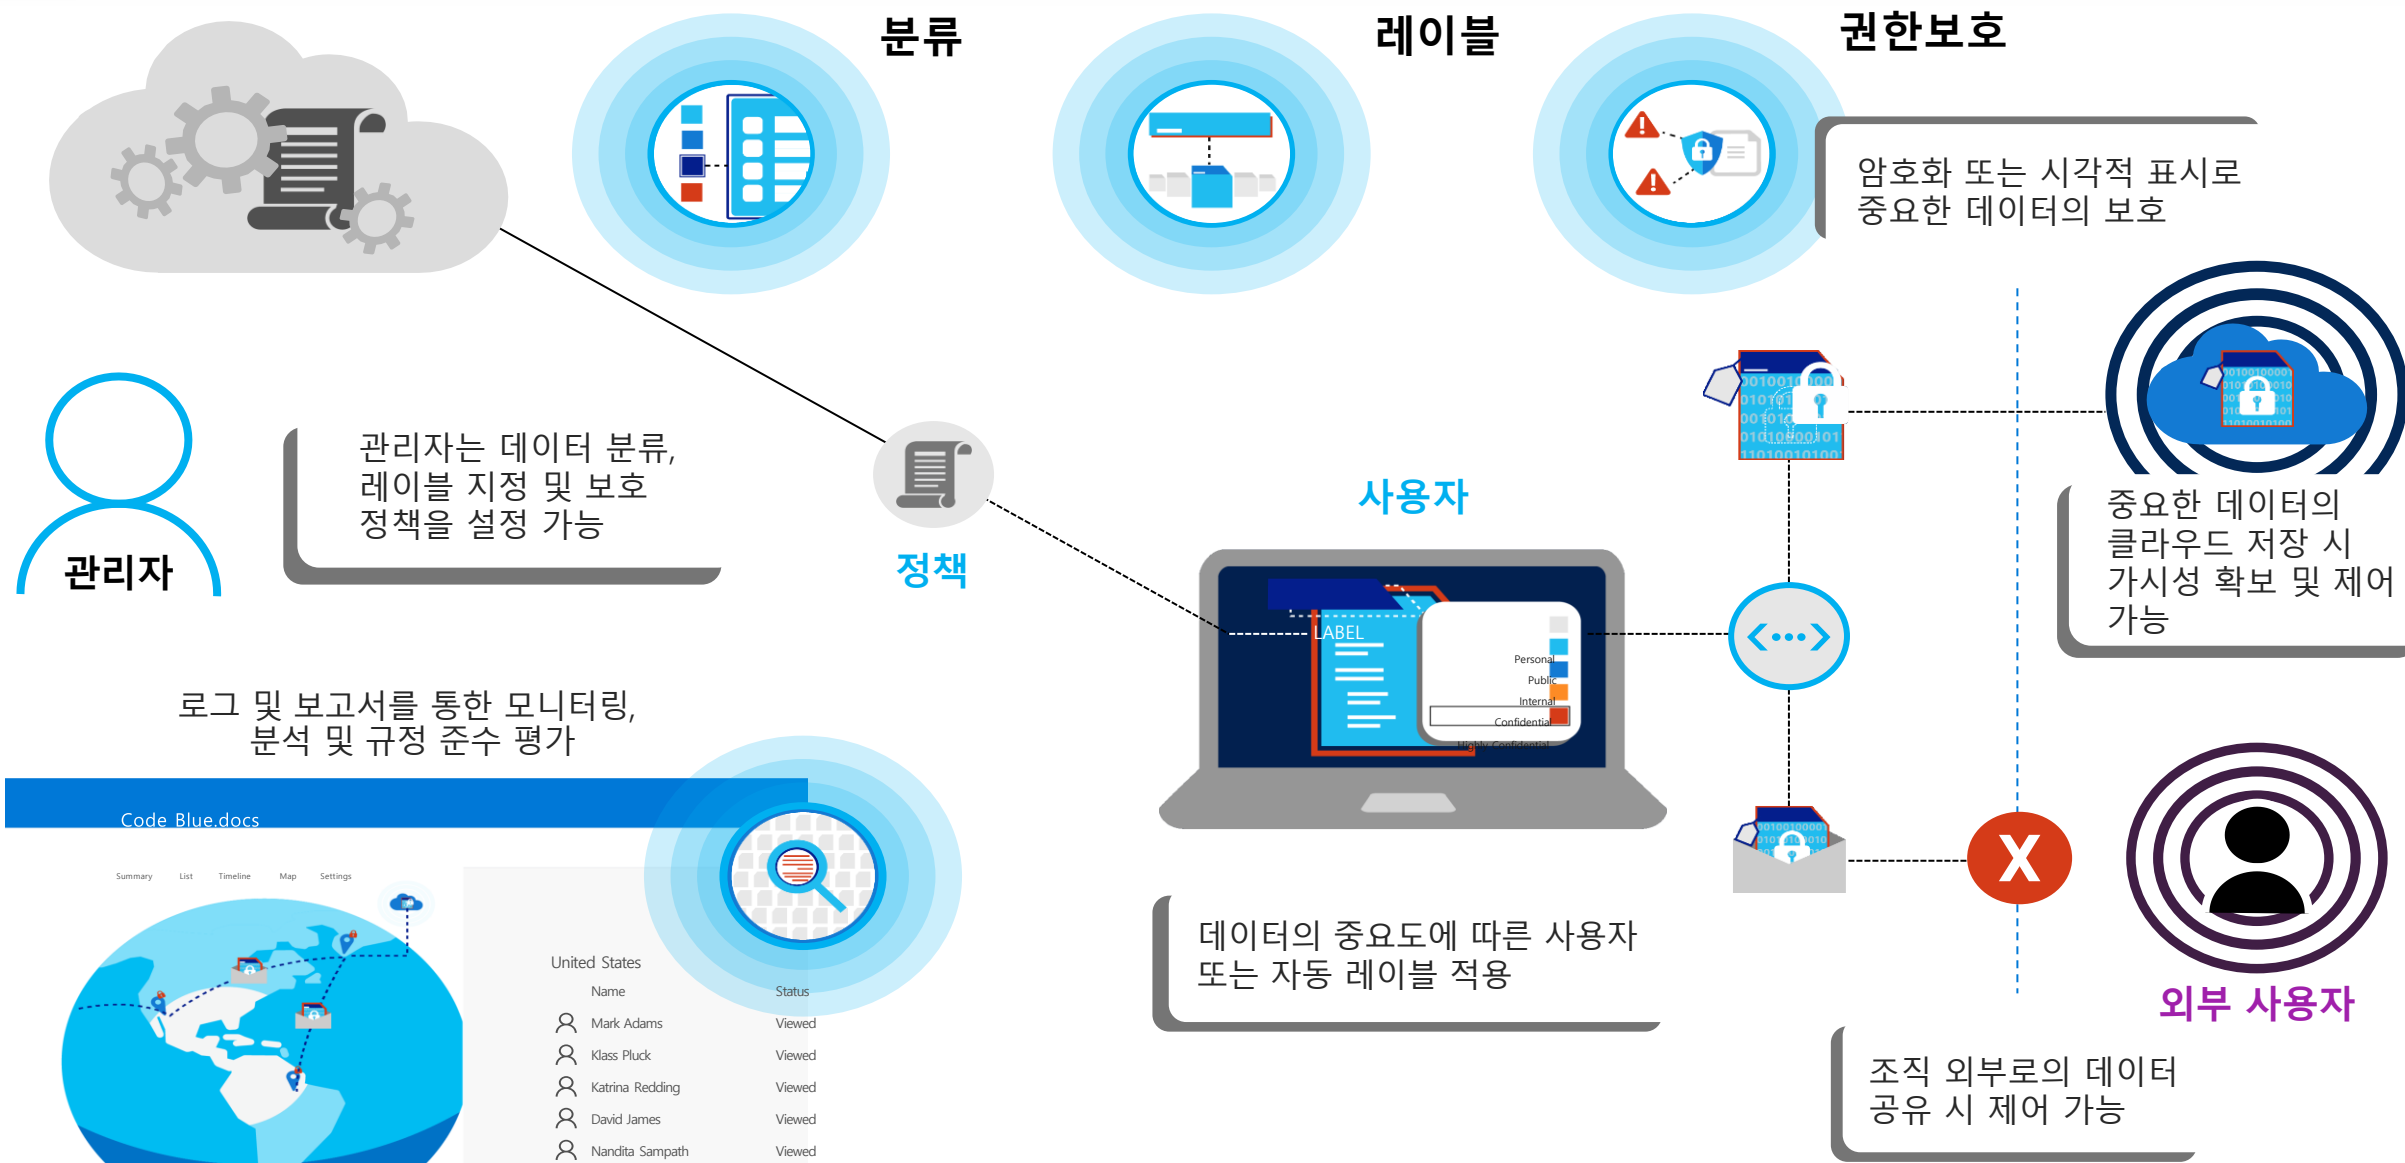 분류
레이블
권한보호
암호화 또는 시각적 표시로
중요한 데이터의 보호
관리자
관리자는 데이터 분류,
레이블 지정 및 보호
정책을 설정 가능
정책
사용자
LABEL
Personal
Public
Internal
Confidential
Highly Confidential
중요한 데이터의
클라우드 저장 시
가시성 확보 및 제어
가능
로그 및 보고서를 통한 모니터링,
분석 및 규정 준수 평가
Code Blue.docs
Summary List Timeline Map Settings
United States
Name Status
Mark Adams Viewed
Klass Pluck Viewed
Katrina Redding Viewed
David James Viewed
Nandita Sampath Viewed
데이터의 중요도에 따른 사용자
또는 자동 레이블 적용
X
외부 사용자
조직 외부로의 데이터
공유 시 제어 가능